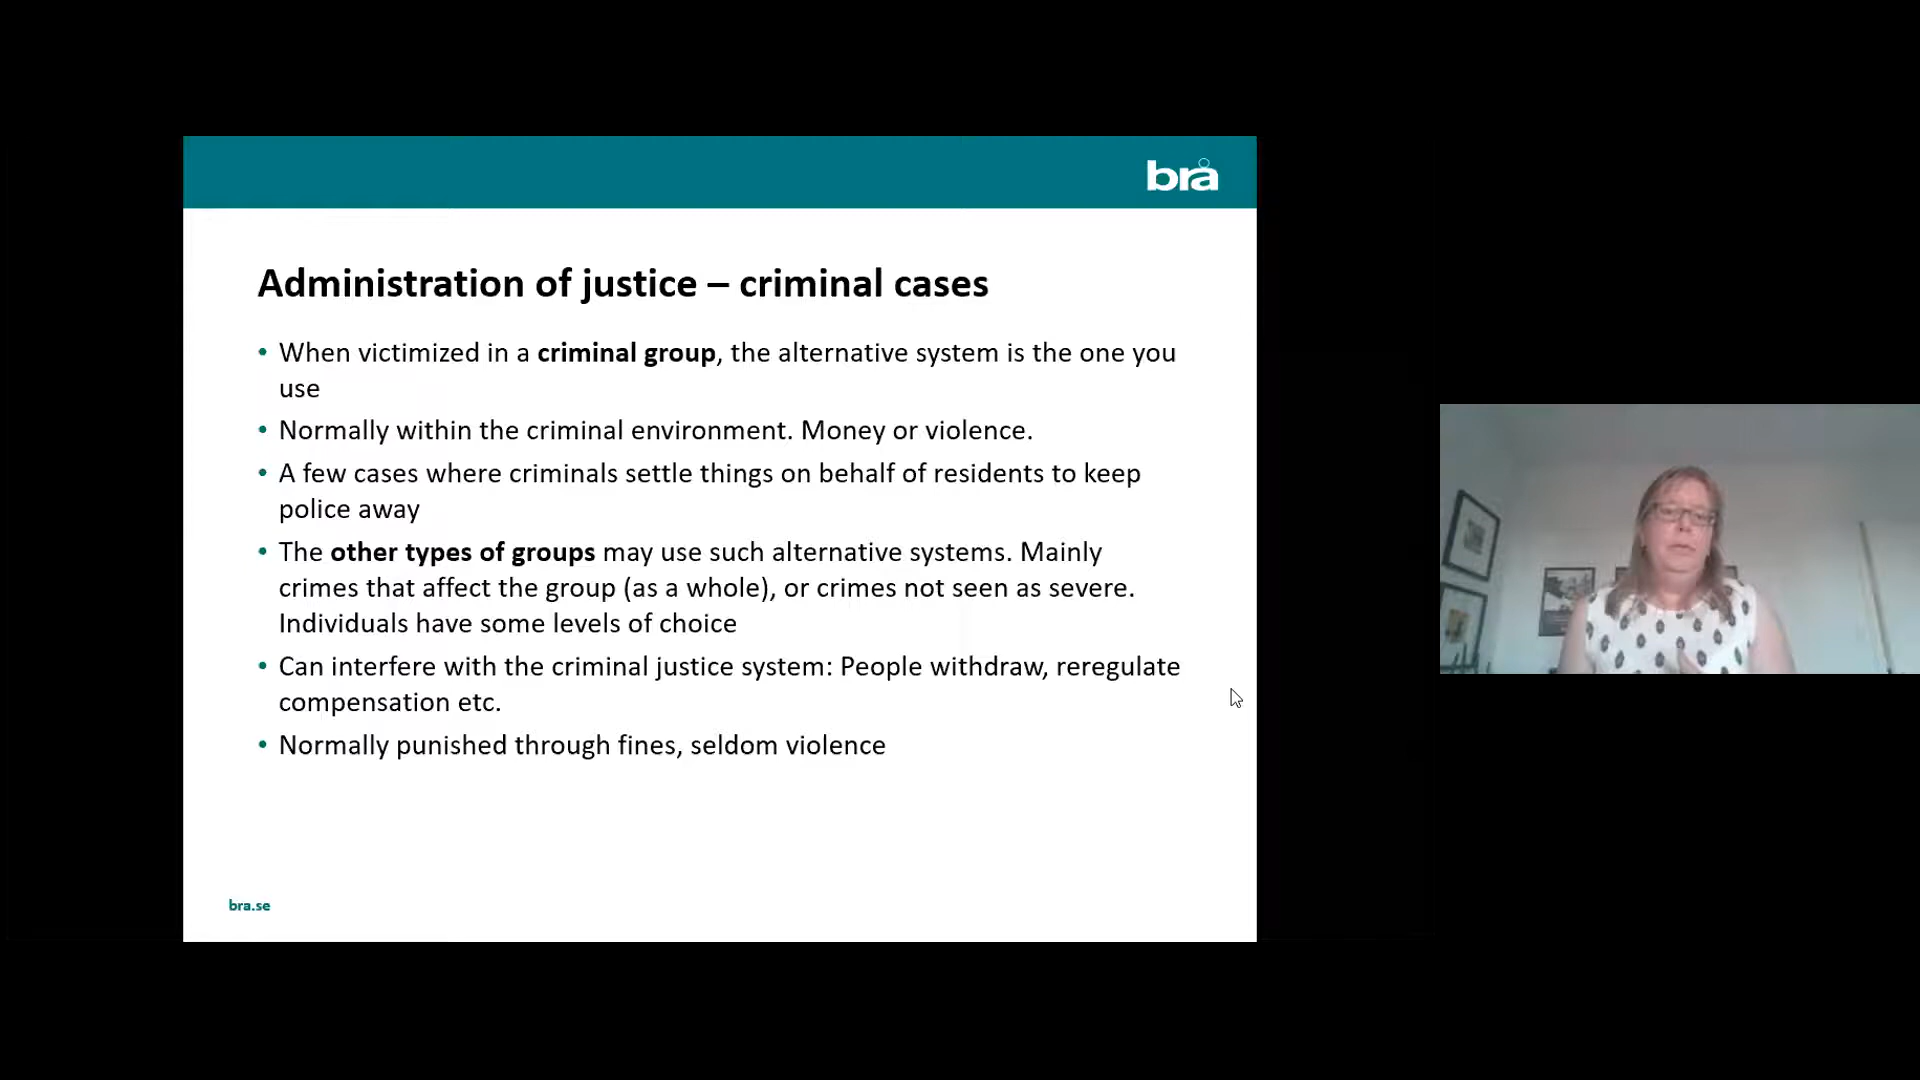 brå
Administration of justice – criminal cases
• When victimized in a criminal group, the alternative system is the one you
use
• Normally within the criminal environment. Money or violence.
• A few cases where criminals settle things on behalf of residents to keep
police away
• The other types of groups may use such alternative systems. Mainly
crimes that affect the group (as a whole), or crimes not seen as severe.
Individuals have some levels of choice
• Can interfere with the criminal justice system: People withdraw, reregulate
compensation etc.
• Normally punished through fines, seldom violence
bra.se